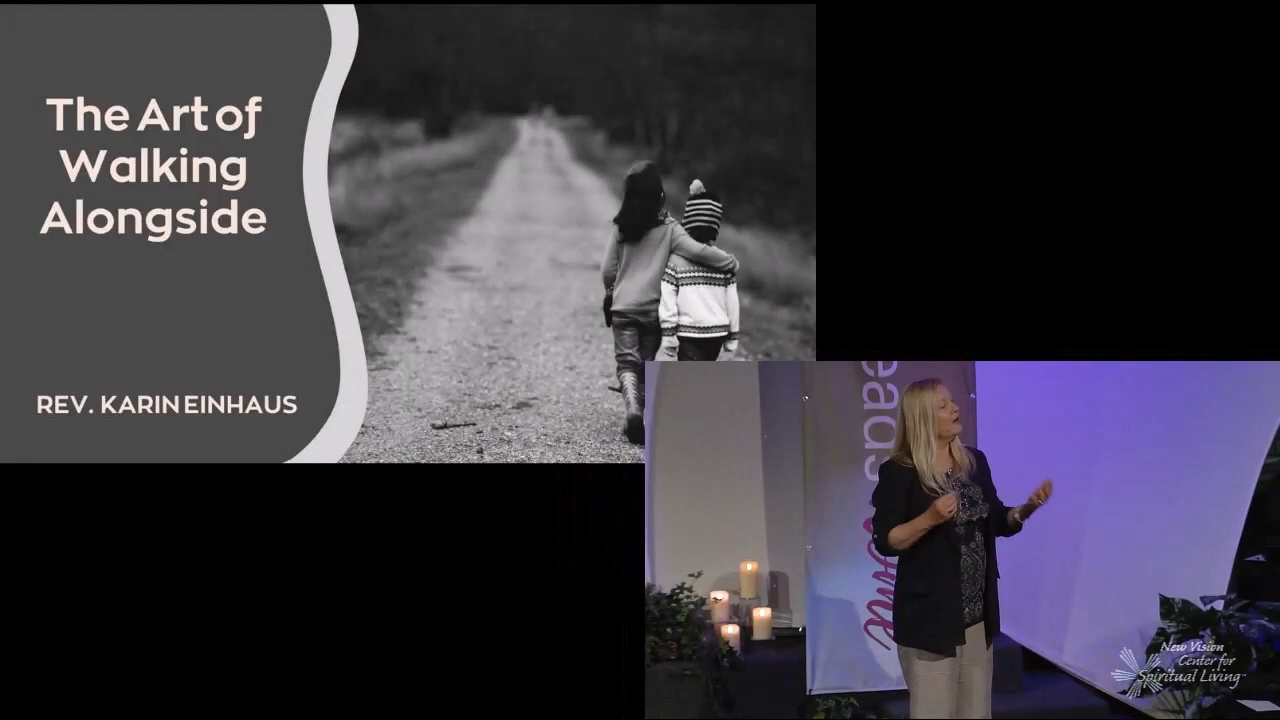 The Art of
Walking
Alongside
REV. KARIN EINHAUS
New Vision
Center for
Spiritual Living